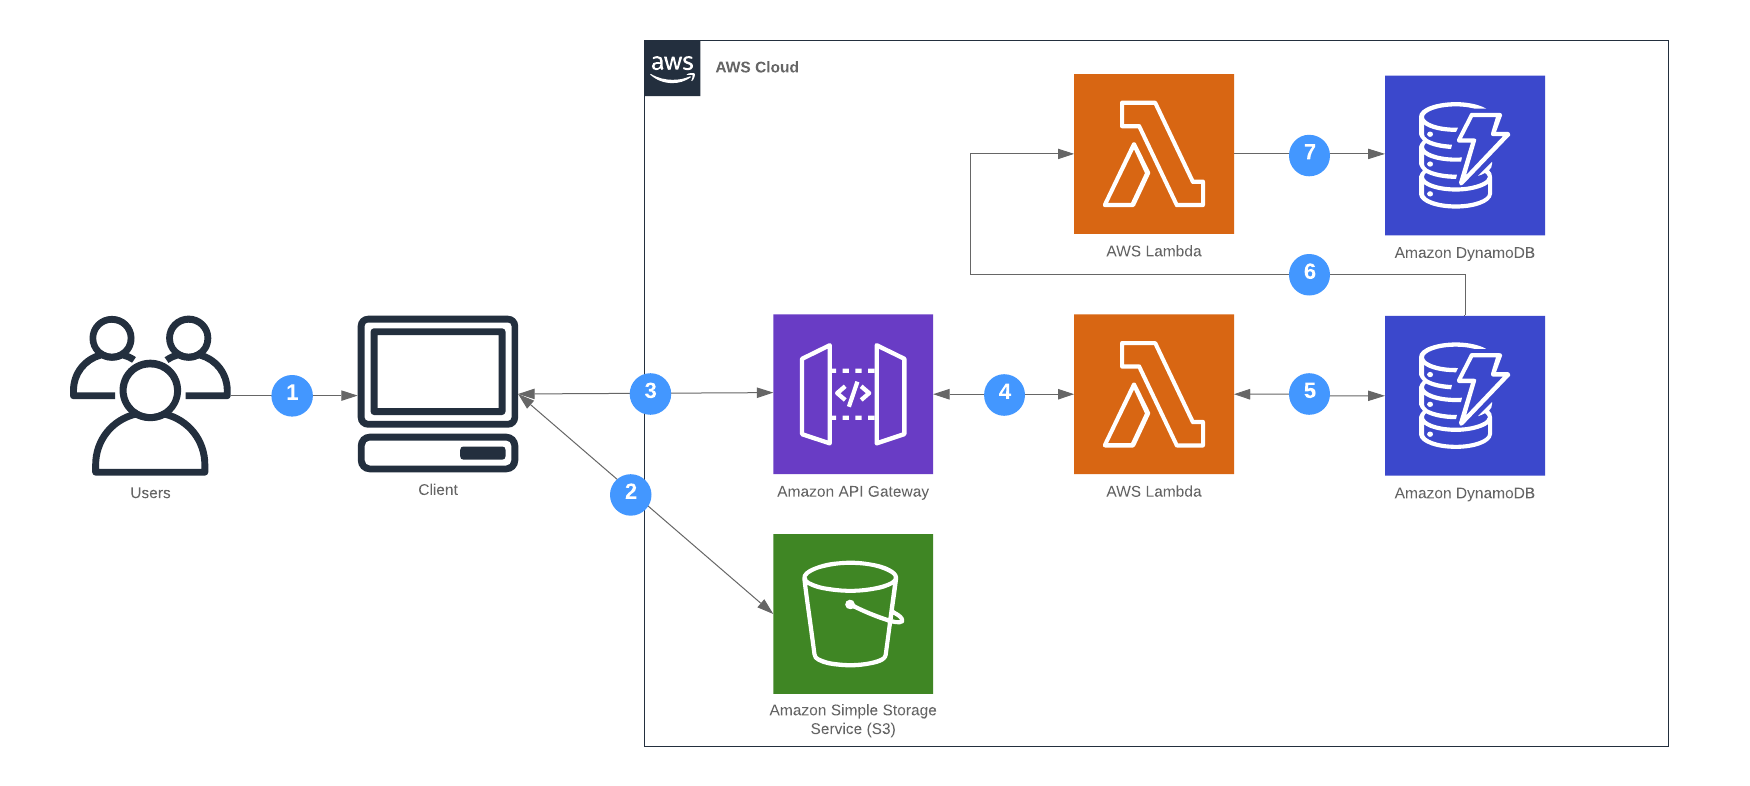 aws
AWS Cloud
7
AWS Lambda
Amazon DynamoDB
6
1
3
4
5
Users
Client
2
</>
Amazon API Gateway
AWS Lambda
Amazon DynamoDB
Amazon Simple Storage
Service (S3)